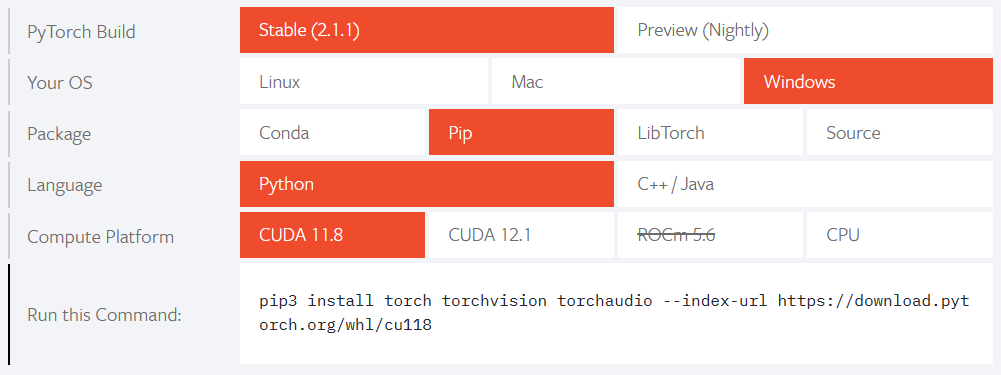 PyTorch Build Stable (2.1.1) Preview (Nightly)
Your OS Linux Mac Windows
Package Conda Pip LibTorch Source
Language Python C++ / Java
Compute Platform CUDA 11.8 CUDA 12.1 ROCm 5.6 CPU
Run this Command: pip3 install torch torchvision torchaudio --index-url https://download.pyt
orch.org/whl/cu118